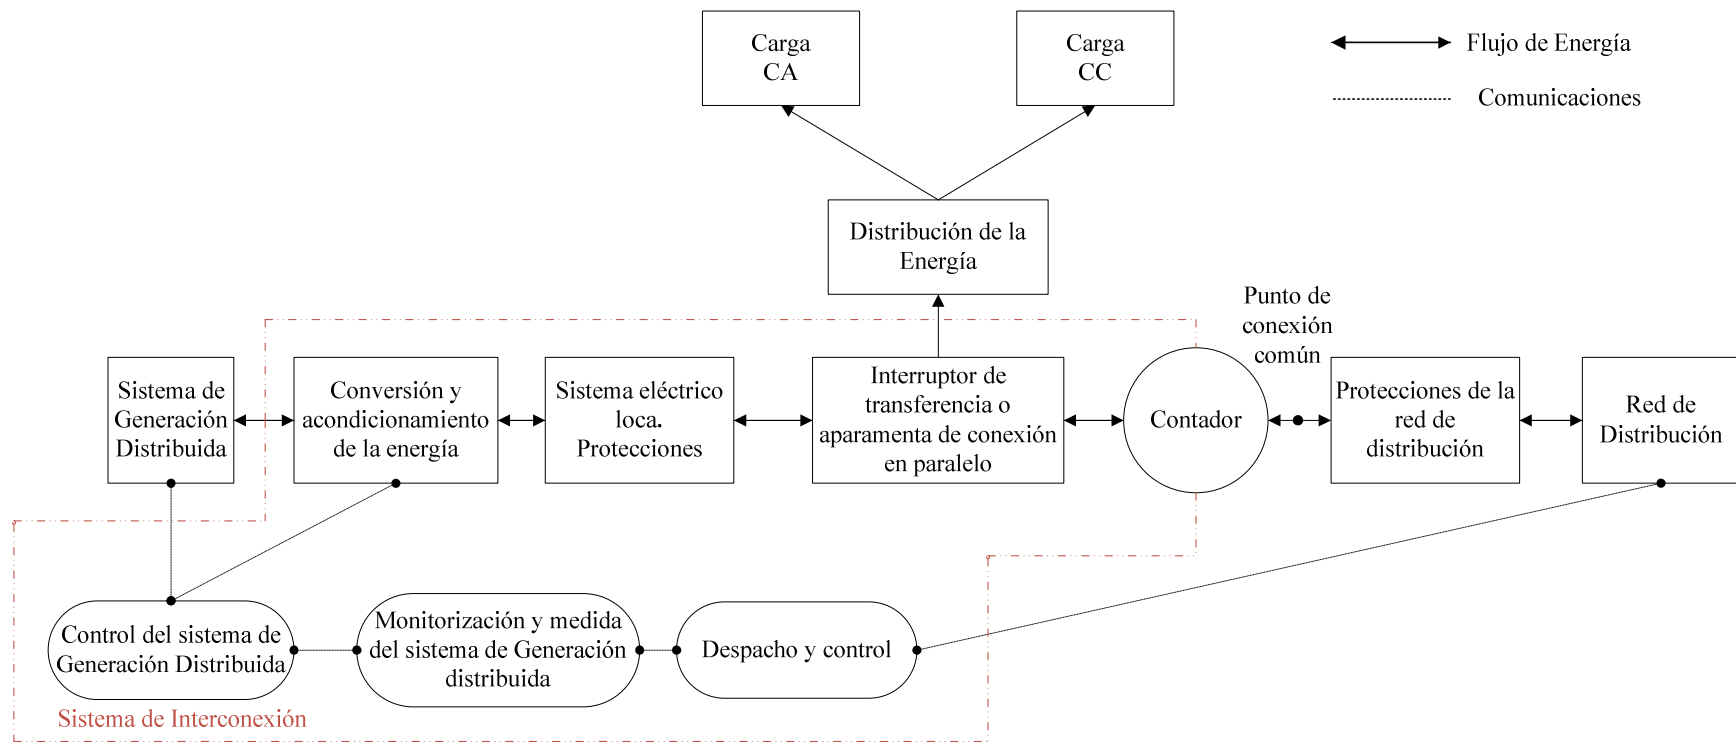 Carga
CA
Carga
CC
Flujo de Energía
Comunicaciones
Distribución de la
Energía
Punto de
conexión
común
Sistema de
Generación
Distribuida
Conversión y
acondicionamiento
de la energía
Sistema eléctrico
loca.
Protecciones
Interruptor de
transferencia o
aparamenta de conexión
en paralelo
Contador
Protecciones de la
red de
distribución
Red de
Distribución
Control del sistema de
Generación Distribuida
Monitorización y medida
del sistema de Generación
distribuida
Despacho y control
Sistema de Interconexión